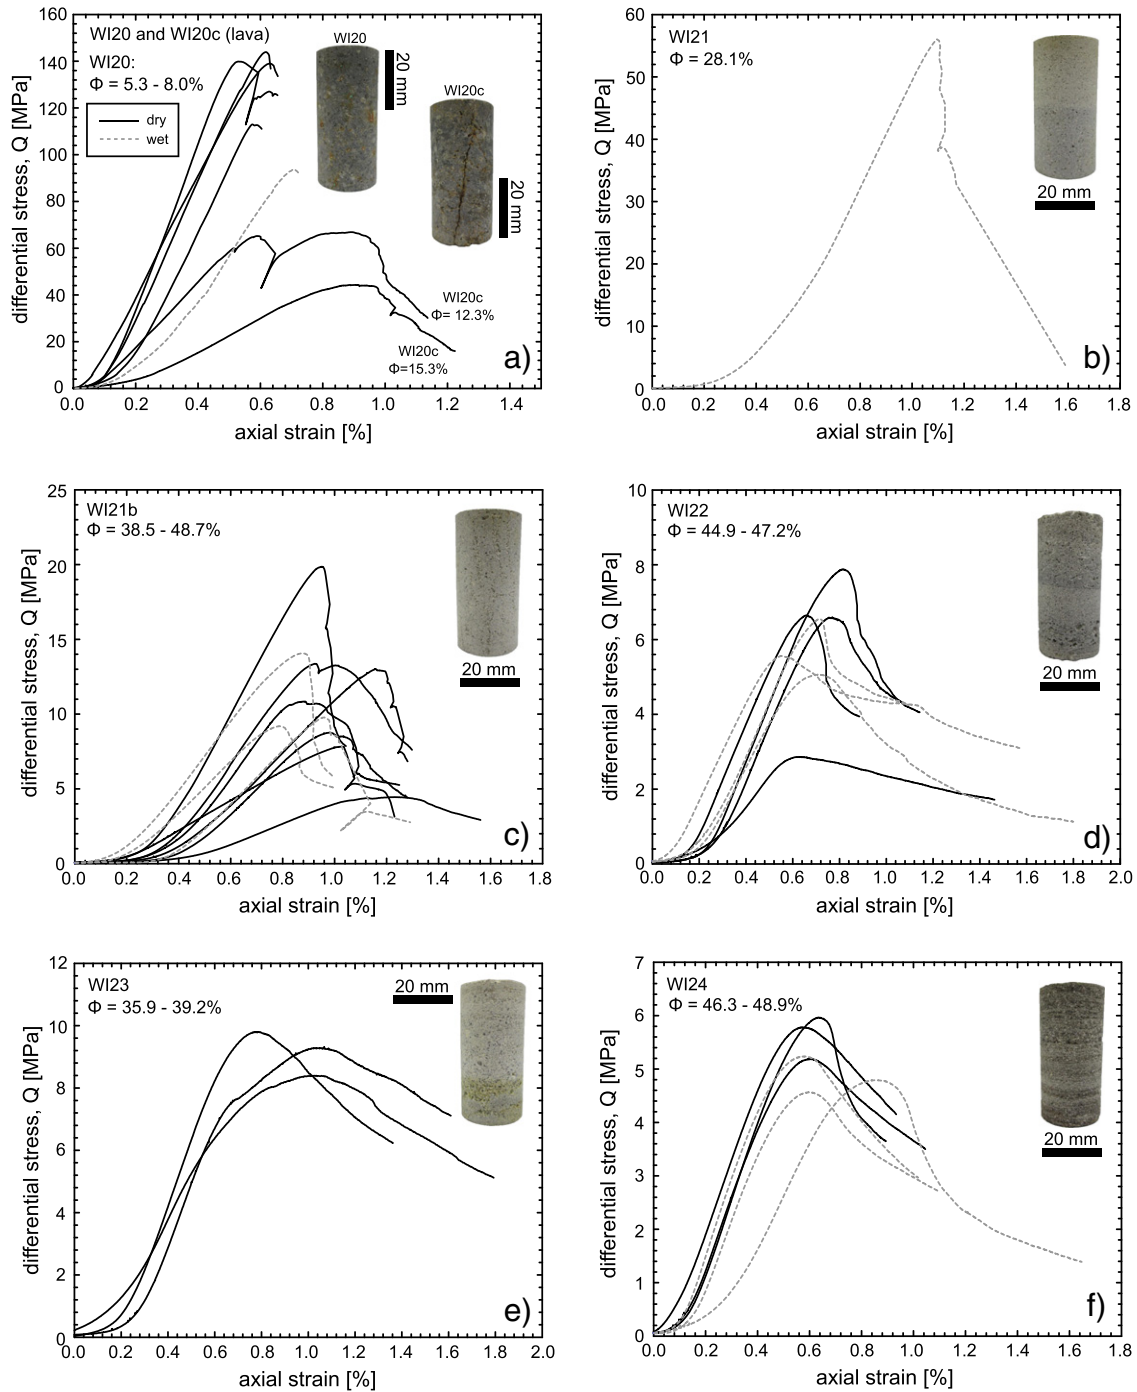 WI20 and WI20c (lava)
WI20:
Φ = 5.3 - 8.0%
dry
wet
WI20
20 mm
WI20c
20 mm
WI20c
Φ= 12.3%
WI20c
Φ=15.3%
a)
160
140
120
100
80
60
40
20
0
differential stress, Q [MPa]
0.0 0.2 0.4 0.6 0.8 1.0 1.2 1.4
axial strain [%]
WI21
Φ = 28.1%
20 mm
b)
60
50
40
30
20
10
0
differential stress, Q [MPa]
0.0 0.2 0.4 0.6 0.8 1.0 1.2 1.4 1.6 1.8
axial strain [%]
WI21b
Φ = 38.5 - 48.7%
20 mm
c)
25
20
15
10
5
0
differential stress, Q [MPa]
0.0 0.2 0.4 0.6 0.8 1.0 1.2 1.4 1.6 1.8
axial strain [%]
WI22
Φ = 44.9 - 47.2%
20 mm
d)
10
8
6
4
2
0
differential stress, Q [MPa]
0.0 0.2 0.4 0.6 0.8 1.0 1.2 1.4 1.6 1.8 2.0
axial strain [%]
WI23
Φ = 35.9 - 39.2%
20 mm
e)
12
10
8
6
4
2
0
differential stress, Q [MPa]
0.0 0.2 0.4 0.6 0.8 1.0 1.2 1.4 1.6 1.8 2.0
axial strain [%]
WI24
Φ = 46.3 - 48.9%
20 mm
f)
7
6
5
4
3
2
1
0
differential stress, Q [MPa]
0.0 0.2 0.4 0.6 0.8 1.0 1.2 1.4 1.6 1.8
axial strain [%]